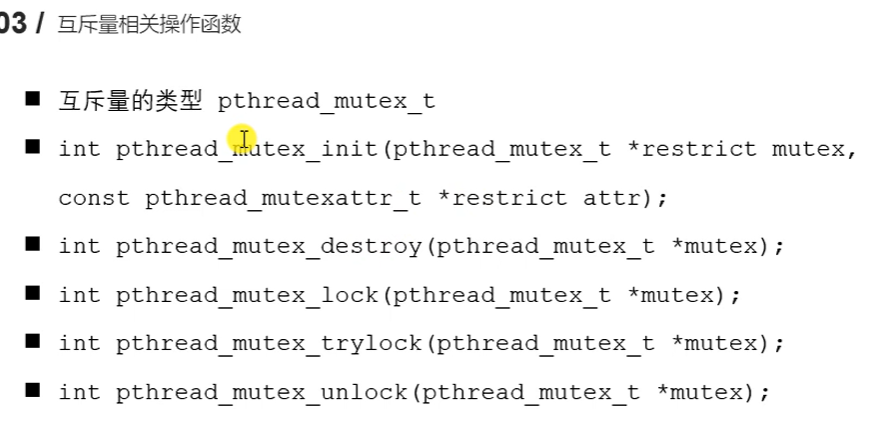 03 / 互斥量相关操作函数
■ 互斥量的类型 pthread_mutex_t
■ int pthread_mutex_init(pthread_mutex_t *restrict mutex,
const pthread_mutexattr_t *restrict attr);
■ int pthread_mutex_destroy(pthread_mutex_t *mutex);
■ int pthread_mutex_lock(pthread_mutex_t *mutex);
■ int pthread_mutex_trylock(pthread_mutex_t *mutex);
■ int pthread_mutex_unlock(pthread_mutex_t *mutex);